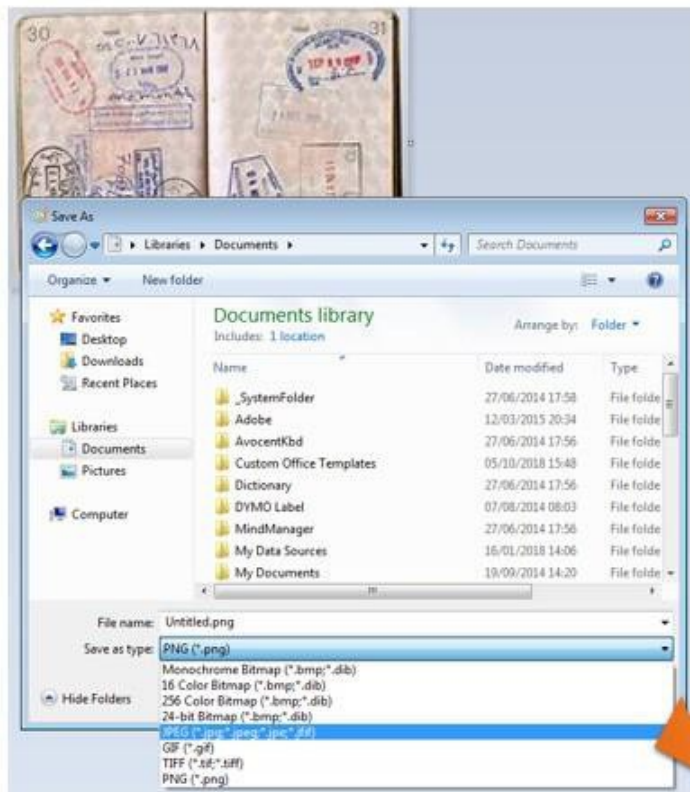 30
31
Save As
Libraries ▸ Documents ▸
Search Documents
Organize ▾ New folder
Favorites
Desktop
Downloads
Recent Places
Libraries
Documents
Pictures
Computer
Documents library
Includes: 1 location
Arrange by: Folder ▾
Name Date modified Type
_SystemFolder 27/06/2014 17:58 File folde
Adobe 12/03/2015 20:34 File folde
AvocentKbd 27/06/2014 17:56 File folde
Custom Office Templates 05/10/2018 15:48 File folde
Dictionary 27/06/2014 17:56 File folde
DYMO Label 07/08/2014 08:03 File folde
MindManager 27/06/2014 17:56 File folde
My Data Sources 16/01/2018 14:06 File folde
My Documents 19/09/2014 14:20 File folde
File name: Untitled.png
Save as type: PNG (*.png)
Monochrome Bitmap (*.bmp;*.dib)
16 Color Bitmap (*.bmp;*.dib)
256 Color Bitmap (*.bmp;*.dib)
24-bit Bitmap (*.bmp;*.dib)
JPEG (*.jpg;*.jpeg;*.jpe;*.jfif)
GIF (*.gif)
TIFF (*.tif;*.tiff)
PNG (*.png)
Hide Folders